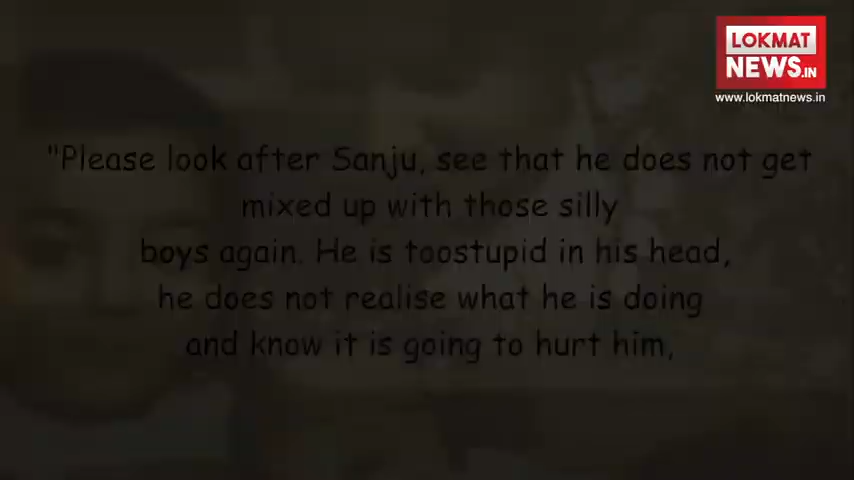 LOKMAT
NEWS.IN
www.lokmatnews.in
"Please look after Sanju, see that he does not get
mixed up with those silly
boys again. He is toostupid in his head,
he does not realise what he is doing
and know it is going to hurt him,